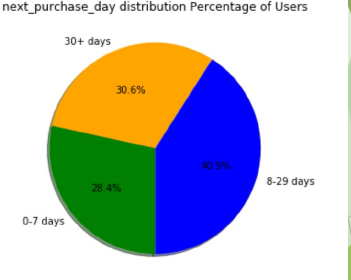 next_purchase_day distribution Percentage of Users
30+ days
30.6%
40.9%
8-29 days
28.4%
0-7 days